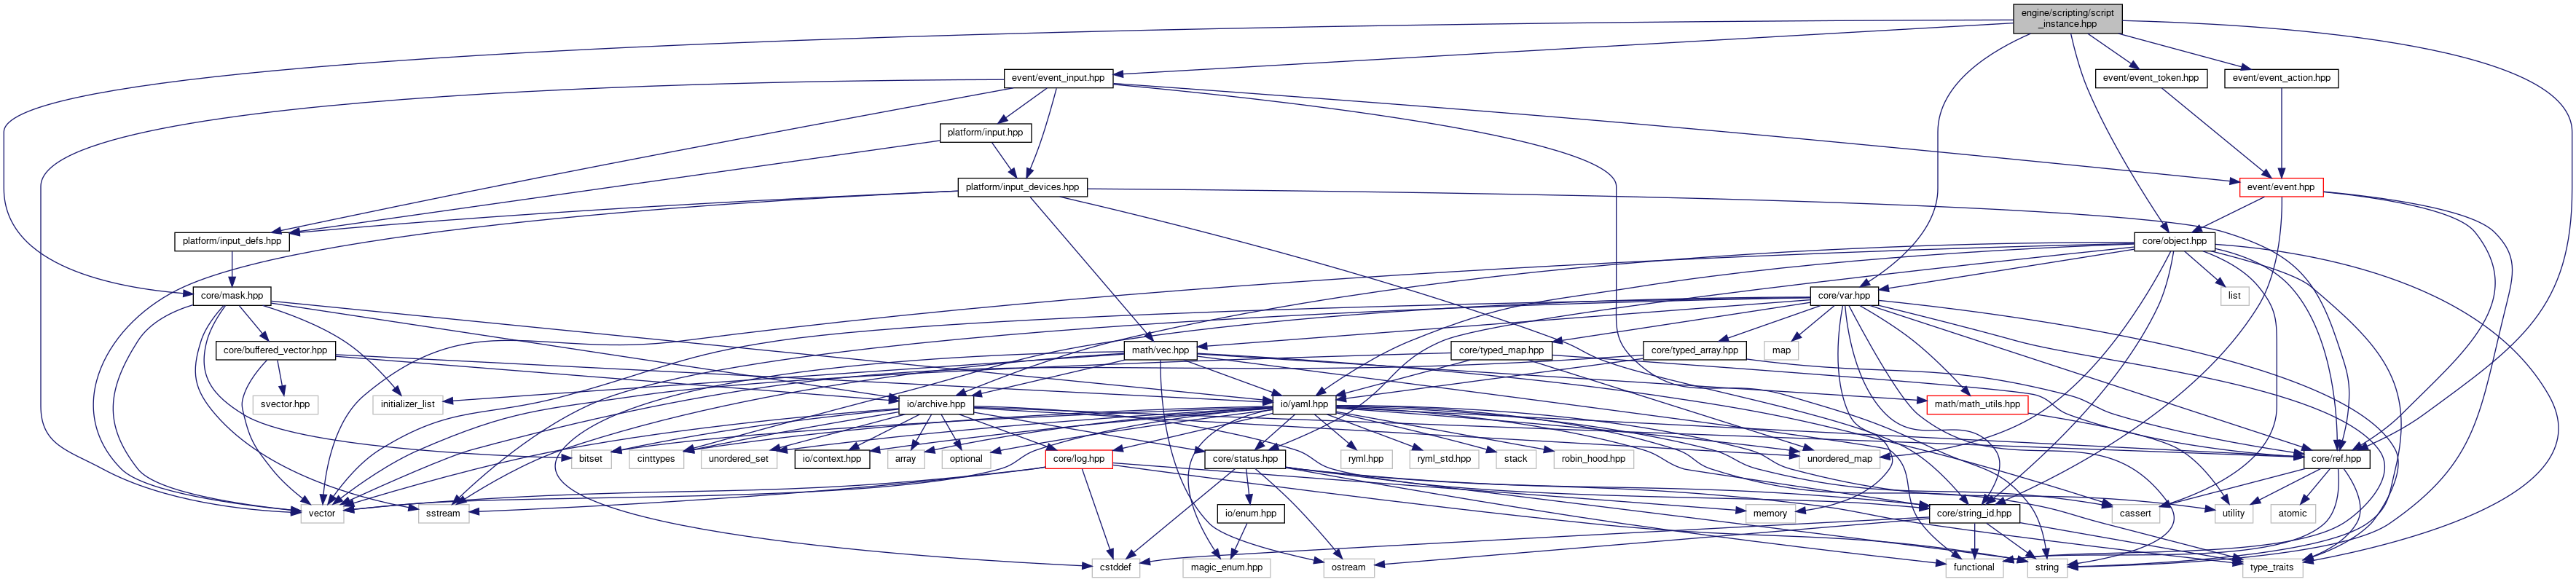 engine/scripting/script
_instance.hpp
event/event_input.hpp
event/event_token.hpp
event/event_action.hpp
platform/input.hpp
platform/input_devices.hpp
event/event.hpp
platform/input_defs.hpp
core/object.hpp
core/mask.hpp
core/var.hpp
list
core/buffered_vector.hpp
math/vec.hpp
core/typed_map.hpp
core/typed_array.hpp
map
svector.hpp
initializer_list
io/archive.hpp
io/yaml.hpp
math/math_utils.hpp
bitset
cinttypes
unordered_set
io/context.hpp
array
optional
core/log.hpp
core/status.hpp
ryml.hpp
ryml_std.hpp
stack
robin_hood.hpp
unordered_map
core/ref.hpp
vector
sstream
io/enum.hpp
memory
core/string_id.hpp
cassert
utility
atomic
cstddef
magic_enum.hpp
ostream
functional
string
type_traits